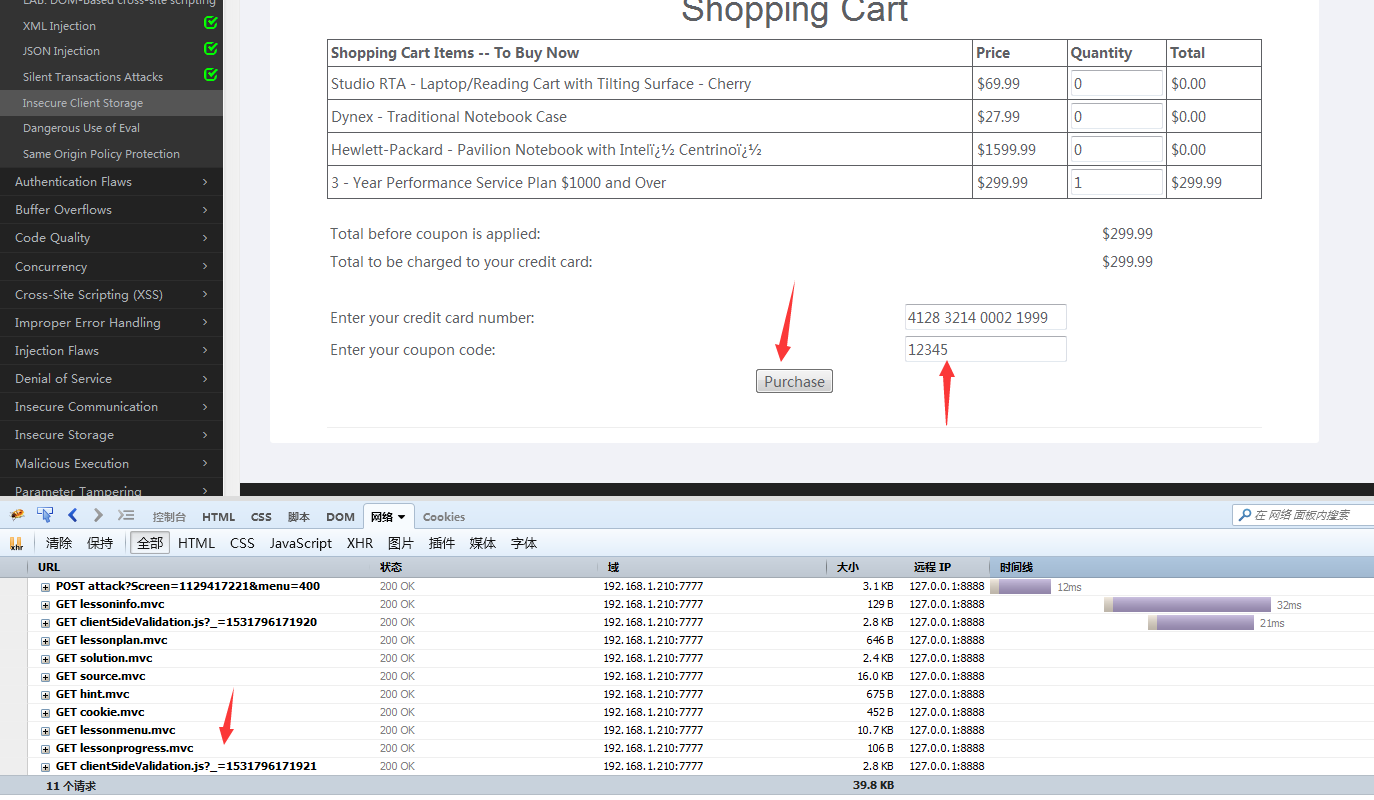 LAB: DOM-Based cross-site scripting
XML Injection
JSON Injection
Silent Transactions Attacks
Insecure Client Storage
Dangerous Use of Eval
Same Origin Policy Protection
Authentication Flaws
Buffer Overflows
Code Quality
Concurrency
Cross-Site Scripting (XSS)
Improper Error Handling
Injection Flaws
Denial of Service
Insecure Communication
Insecure Storage
Malicious Execution
Parameter Tampering
Shopping Cart
Shopping Cart Items -- To Buy Now Price Quantity Total
Studio RTA - Laptop/Reading Cart with Tilting Surface - Cherry $69.99 0 $0.00
Dynex - Traditional Notebook Case $27.99 0 $0.00
Hewlett-Packard - Pavilion Notebook with Intelï¿½ Centrinoï¿½ $1599.99 0 $0.00
3 - Year Performance Service Plan $1000 and Over $299.99 1 $299.99
Total before coupon is applied: $299.99
Total to be charged to your credit card: $299.99
Enter your credit card number: 4128 3214 0002 1999
Enter your coupon code: 12345
Purchase
控制台 HTML CSS 脚本 DOM 网络 Cookies 在 网络 面板内搜索
xhr 清除 保持 全部 HTML CSS JavaScript XHR 图片 插件 媒体 字体
URL 状态 域 大小 远程 IP 时间线
POST attack?Screen=1129417221&menu=400 200 OK 192.168.1.210:7777 3.1 KB 127.0.0.1:8888 12ms
GET lessoninfo.mvc 200 OK 192.168.1.210:7777 129 B 127.0.0.1:8888 32ms
GET clientSideValidation.js?_=1531796171920 200 OK 192.168.1.210:7777 2.8 KB 127.0.0.1:8888 21ms
GET lessonplan.mvc 200 OK 192.168.1.210:7777 646 B 127.0.0.1:8888
GET solution.mvc 200 OK 192.168.1.210:7777 2.4 KB 127.0.0.1:8888
GET source.mvc 200 OK 192.168.1.210:7777 16.0 KB 127.0.0.1:8888
GET hint.mvc 200 OK 192.168.1.210:7777 675 B 127.0.0.1:8888
GET cookie.mvc 200 OK 192.168.1.210:7777 452 B 127.0.0.1:8888
GET lessonmenu.mvc 200 OK 192.168.1.210:7777 10.7 KB 127.0.0.1:8888
GET lessonprogress.mvc 200 OK 192.168.1.210:7777 106 B 127.0.0.1:8888
GET clientSideValidation.js?_=1531796171921 200 OK 192.168.1.210:7777 2.8 KB 127.0.0.1:8888
11 个请求 39.8 KB